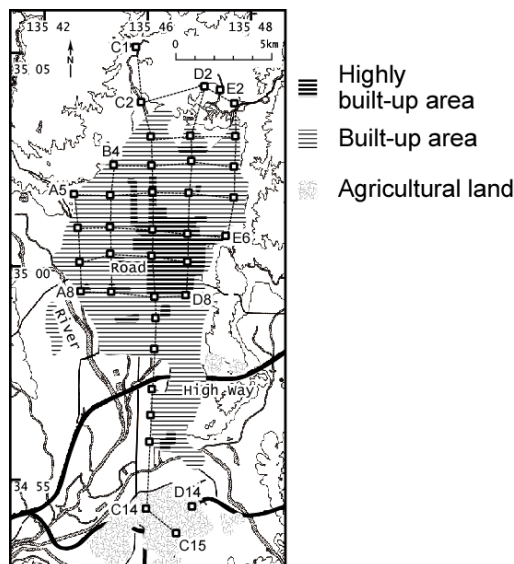 135 42
135 46
135 48
C1
0
5km
35 05
N
D2
E2
C2
B4
A5
E6
35 00
Road
A8
D8
River
High way
34 55
C14
D14
C15
Highly
built-up area
Built-up area
Agricultural land